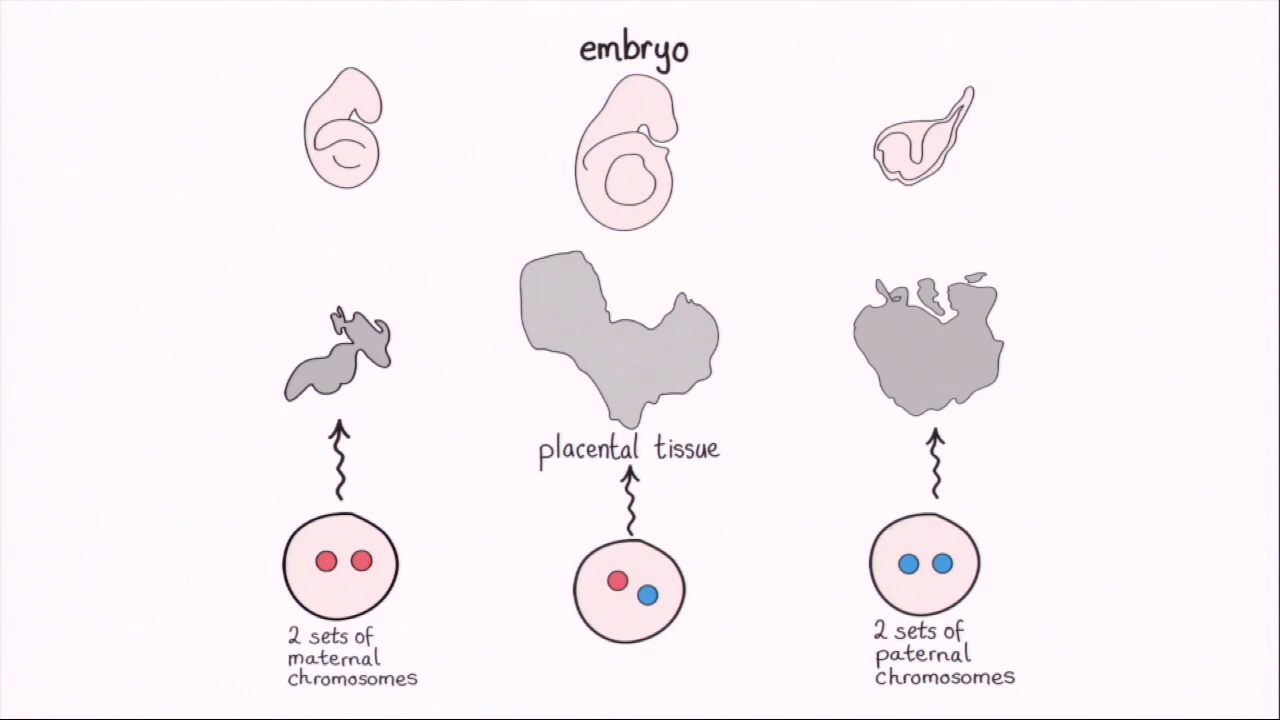 embryo
placental tissue
2 sets of
maternal
chromosomes
2 sets of
paternal
chromosomes